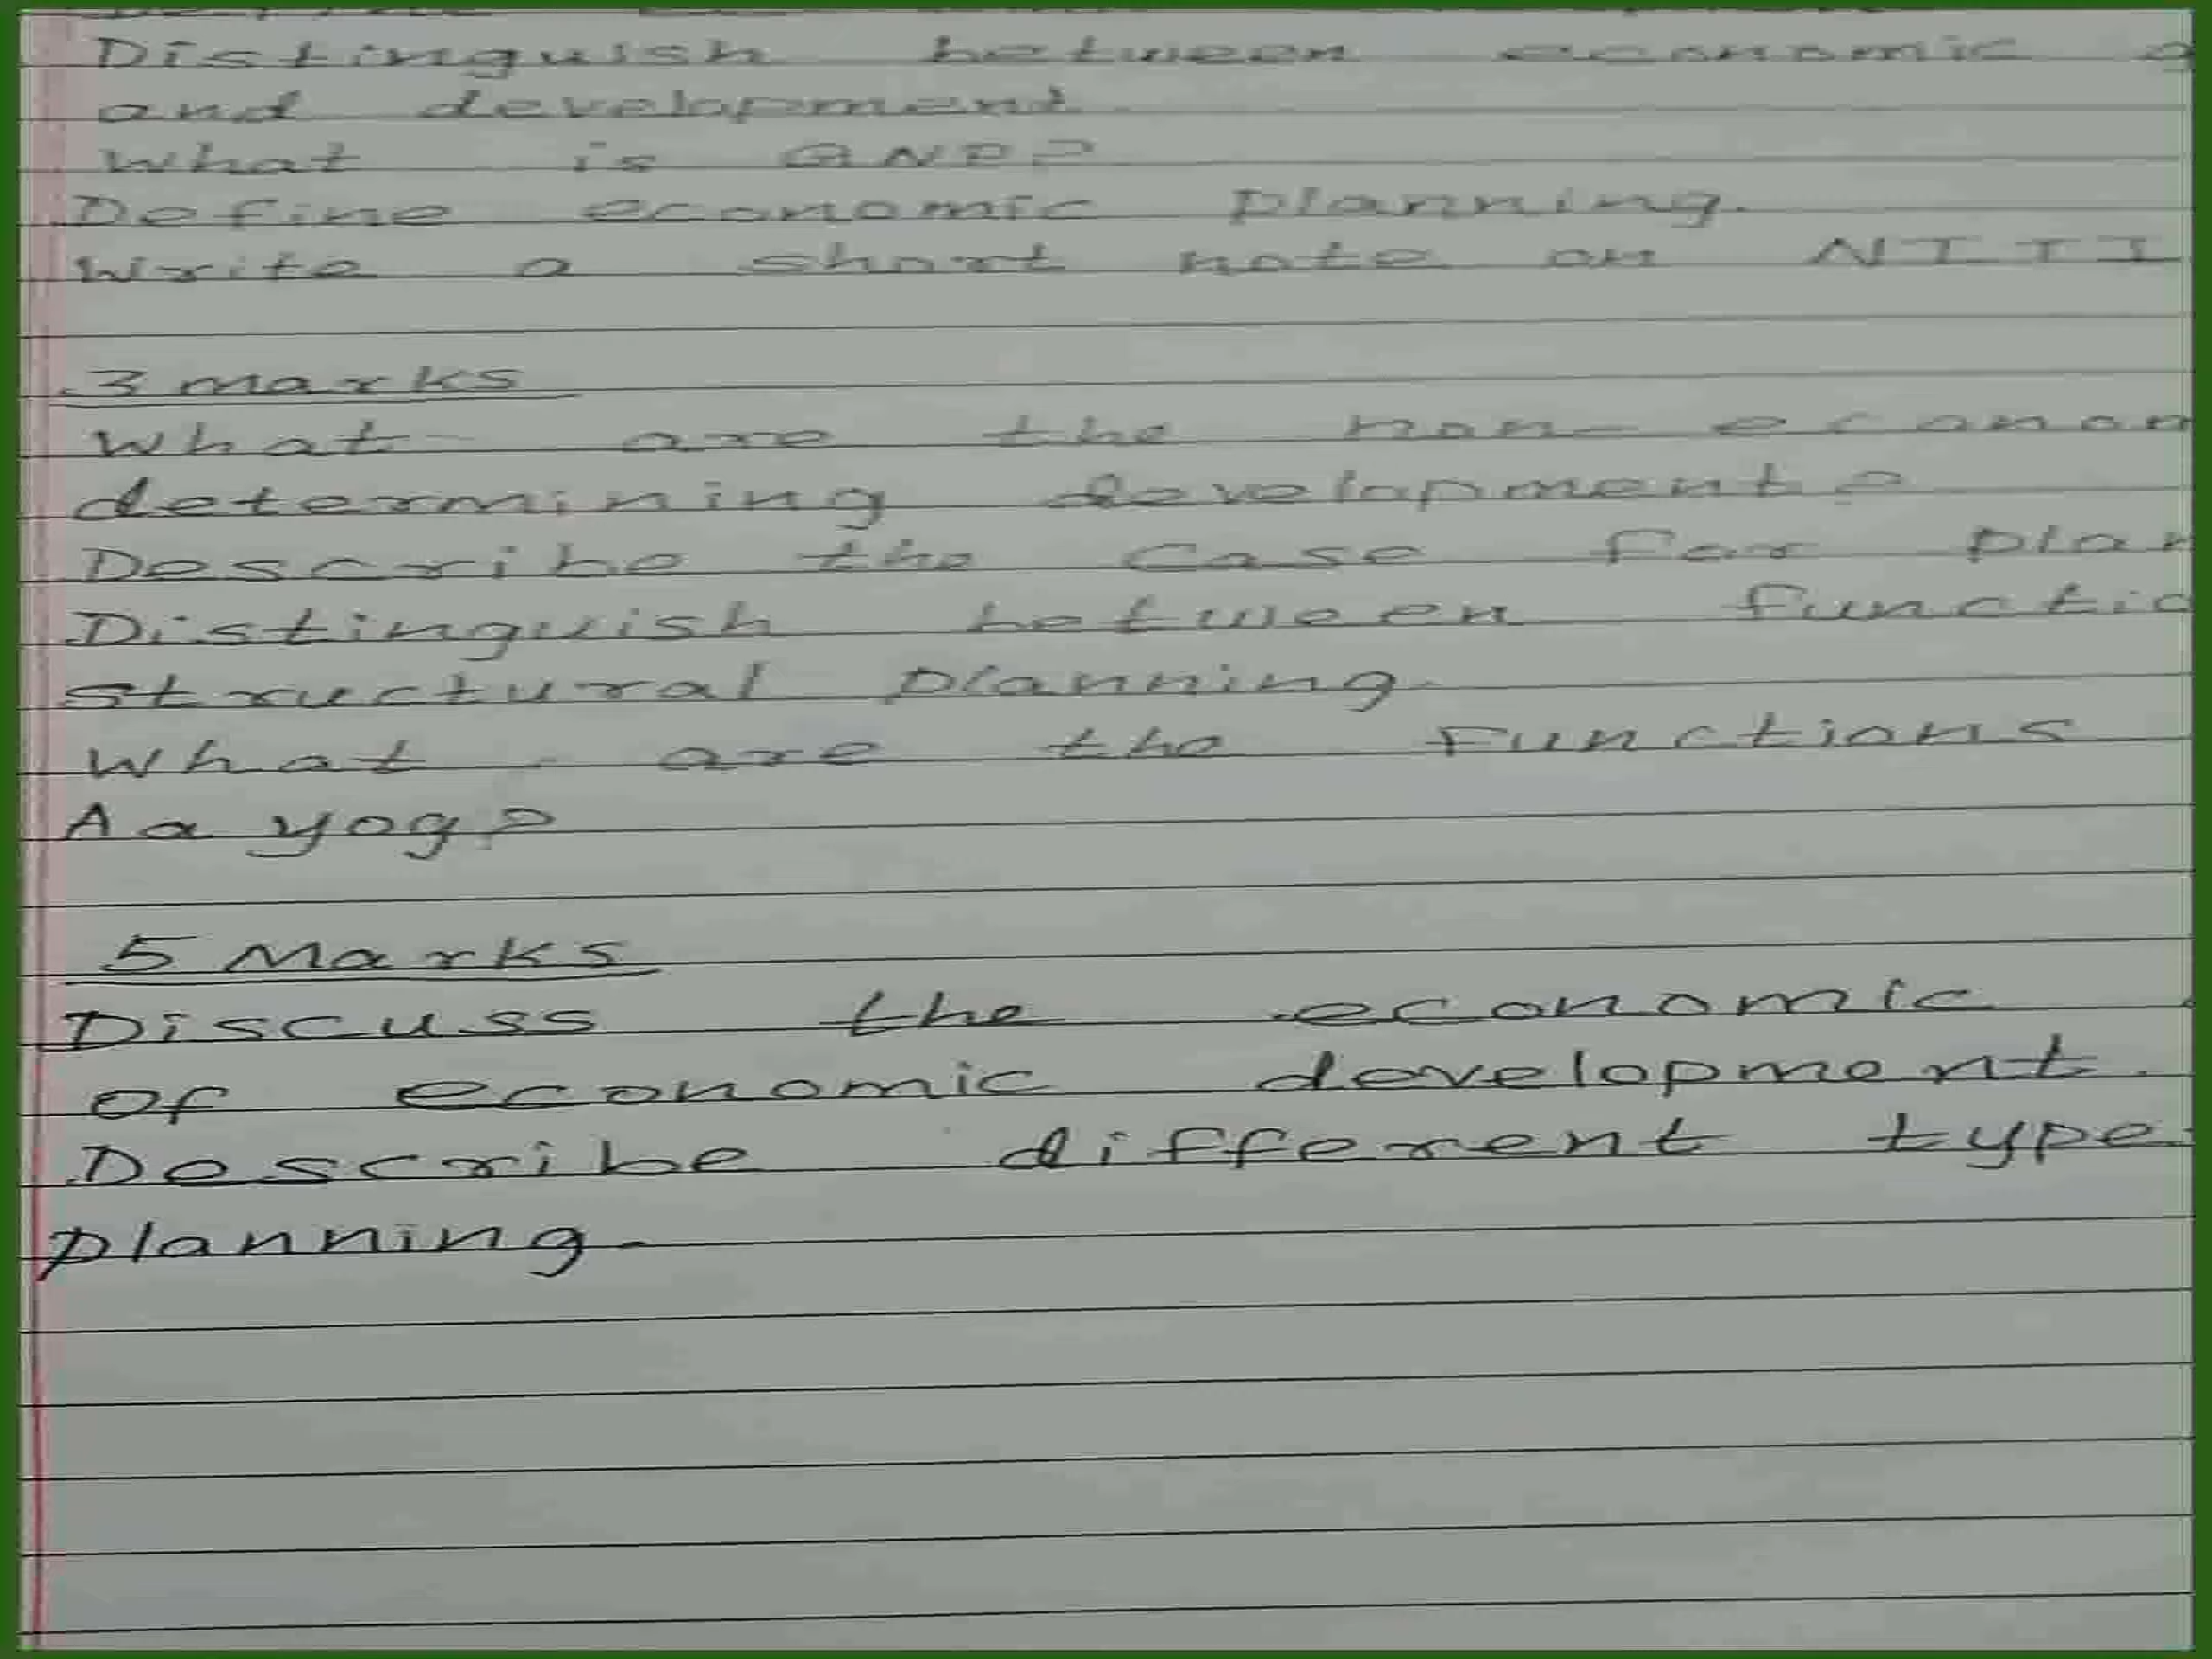 Distinguish between economic
and development
What is GNP?
Define economic planning.
Write a short note on NITI
3 marks
What are the non-econom
determining development?
Describe the Case for plan
Distinguish between functio
structural planning.
What are the Functions
Aayog?
5 Marks
Discuss the economic
of economic development.
Describe different type
planning.